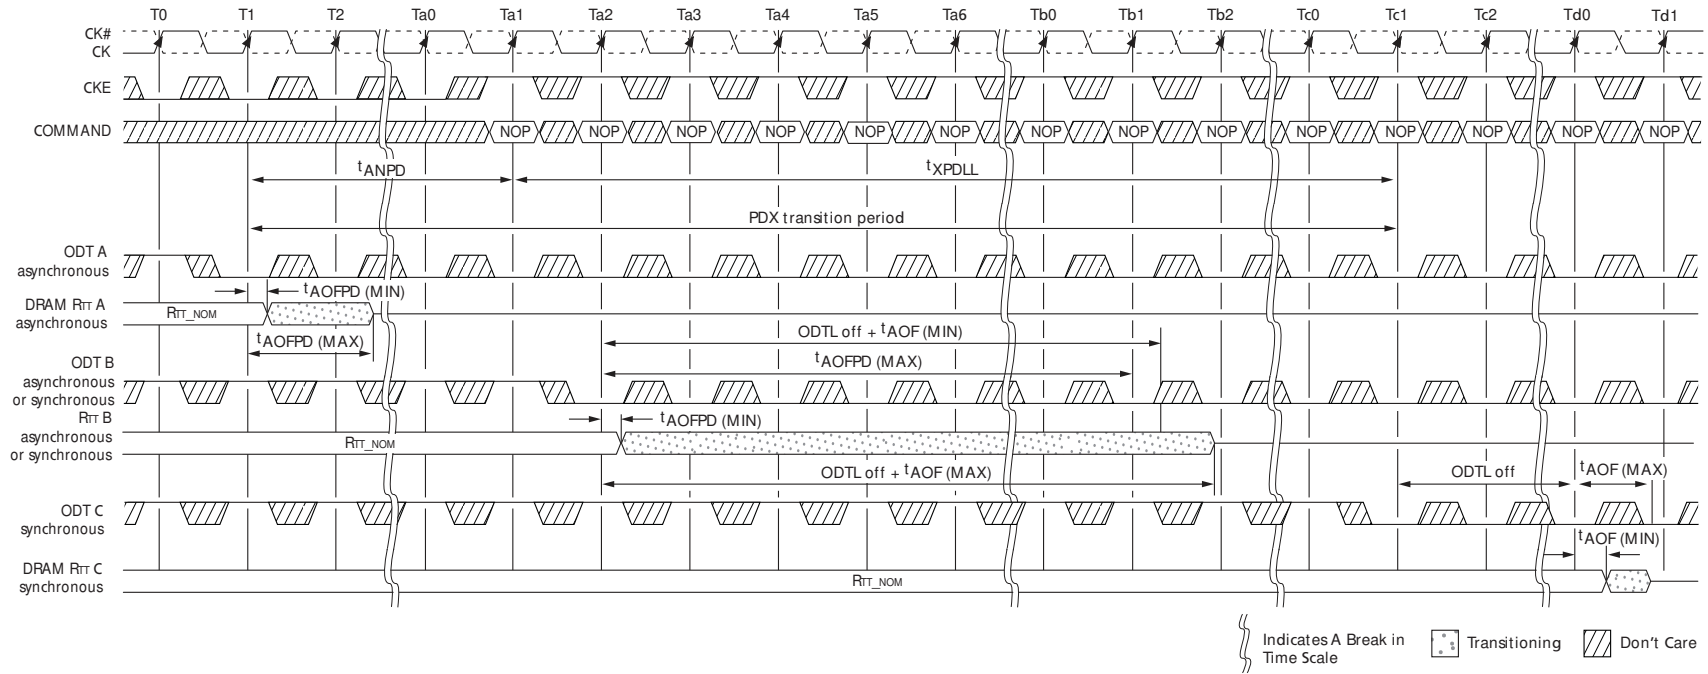 T0 T1 T2 Ta0 Ta1 Ta2 Ta3 Ta4 Ta5 Ta6 Tb0 Tb1 Tb2 Tc0 Tc1 Tc2 Td0 Td1
CK#
CK
CKE
COMMAND NOP NOP NOP NOP NOP NOP NOP NOP NOP NOP NOP NOP NOP NOP
tANPD tXPDLL
PDX transition period
ODT A
asynchronous
tAOFPD (MIN)
DRAM RTT A
asynchronous
RTT_NOM
ODTL off + tAOF (MIN)
tAOFPD (MAX)
tAOFPD (MAX)
ODT B
asynchronous
or synchronous
RTT B
asynchronous
or synchronous
tAOFPD (MIN)
RTT_NOM
ODTL off + tAOF (MAX) ODTL off tAOF (MAX)
ODT C
synchronous
tAOF (MIN)
DRAM RTT C
synchronous
RTT_NOM
Indicates A Break in
Time Scale
Transitioning
Don't Care